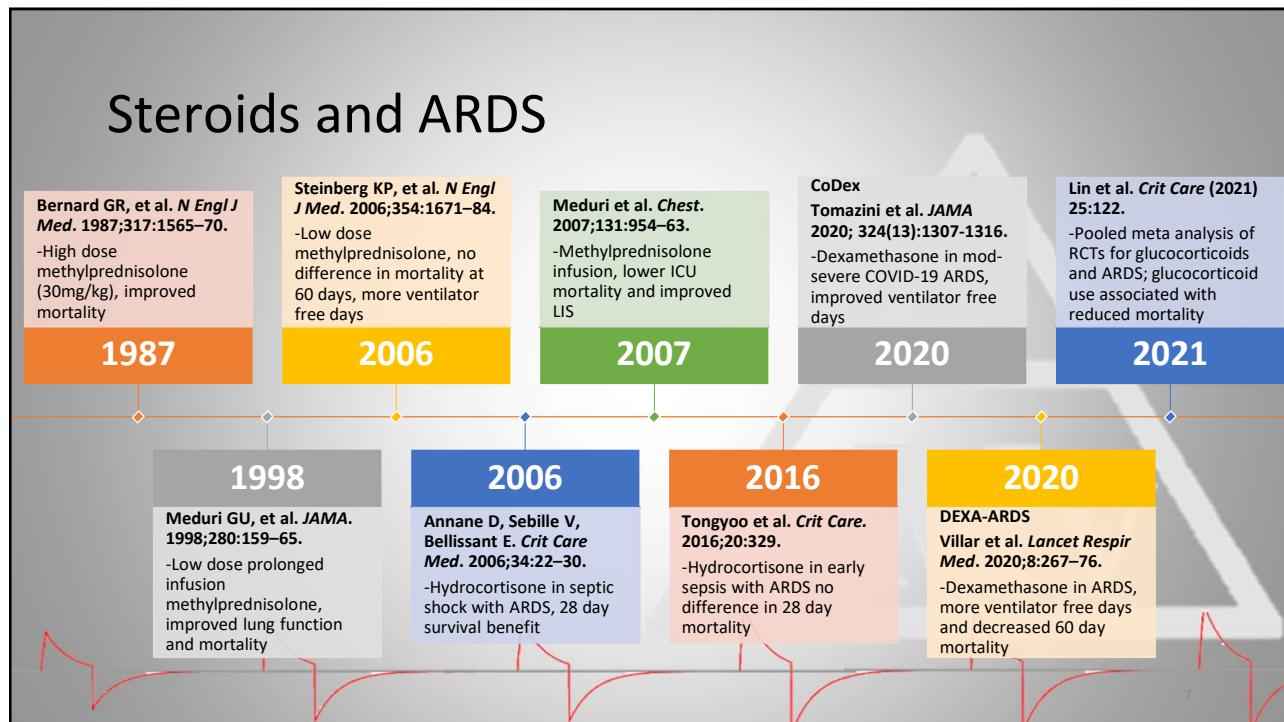 Steroids and ARDS
Bernard GR, et al. N Engl J
Med. 1987;317:1565–70.
-High dose
methylprednisolone
(30mg/kg), improved
mortality
1987
Meduri GU, et al. JAMA.
1998;280:159–65.
-Low dose prolonged
infusion
methylprednisolone,
improved lung function
and mortality
1998
Steinberg KP, et al. N Engl
J Med. 2006;354:1671–84.
-Low dose
methylprednisolone, no
difference in mortality at
60 days, more ventilator
free days
2006
Annane D, Sebille V,
Bellissant E. Crit Care
Med. 2006;34:22–30.
-Hydrocortisone in septic
shock with ARDS, 28 day
survival benefit
2006
Meduri et al. Chest.
2007;131:954–63.
-Methylprednisolone
infusion, lower ICU
mortality and improved
LIS
2007
Tongyoo et al. Crit Care.
2016;20:329.
-Hydrocortisone in early
sepsis with ARDS no
difference in 28 day
mortality
2016
CoDex
Tomazini et al. JAMA
2020; 324(13):1307-1316.
-Dexamethasone in mod-
severe COVID-19 ARDS,
improved ventilator free
days
2020
DEXA-ARDS
Villar et al. Lancet Respir
Med. 2020;8:267–76.
-Dexamethasone in ARDS,
more ventilator free days
and decreased 60 day
mortality
2020
Lin et al. Crit Care (2021)
25:122.
-Pooled meta analysis of
RCTs for glucocorticoids
and ARDS; glucocorticoid
use associated with
reduced mortality
2021
7